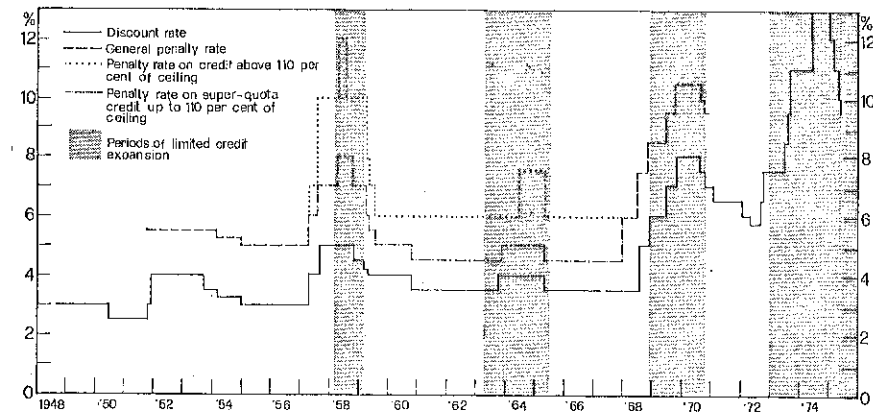 %
12
10
8
6
4
2
0
Discount rate
General penalty rate
Penalty rate on credit above 110 per
cent of ceiling
Penalty rate on super-quota
credit up to 110 per cent of
ceiling
Periods of limited credit
expansion
%
12
10
8
6
4
2
0
1948 '50 '52 '54 '56 '58 '60 '62 '64 '66 '68 '70 '72 '74